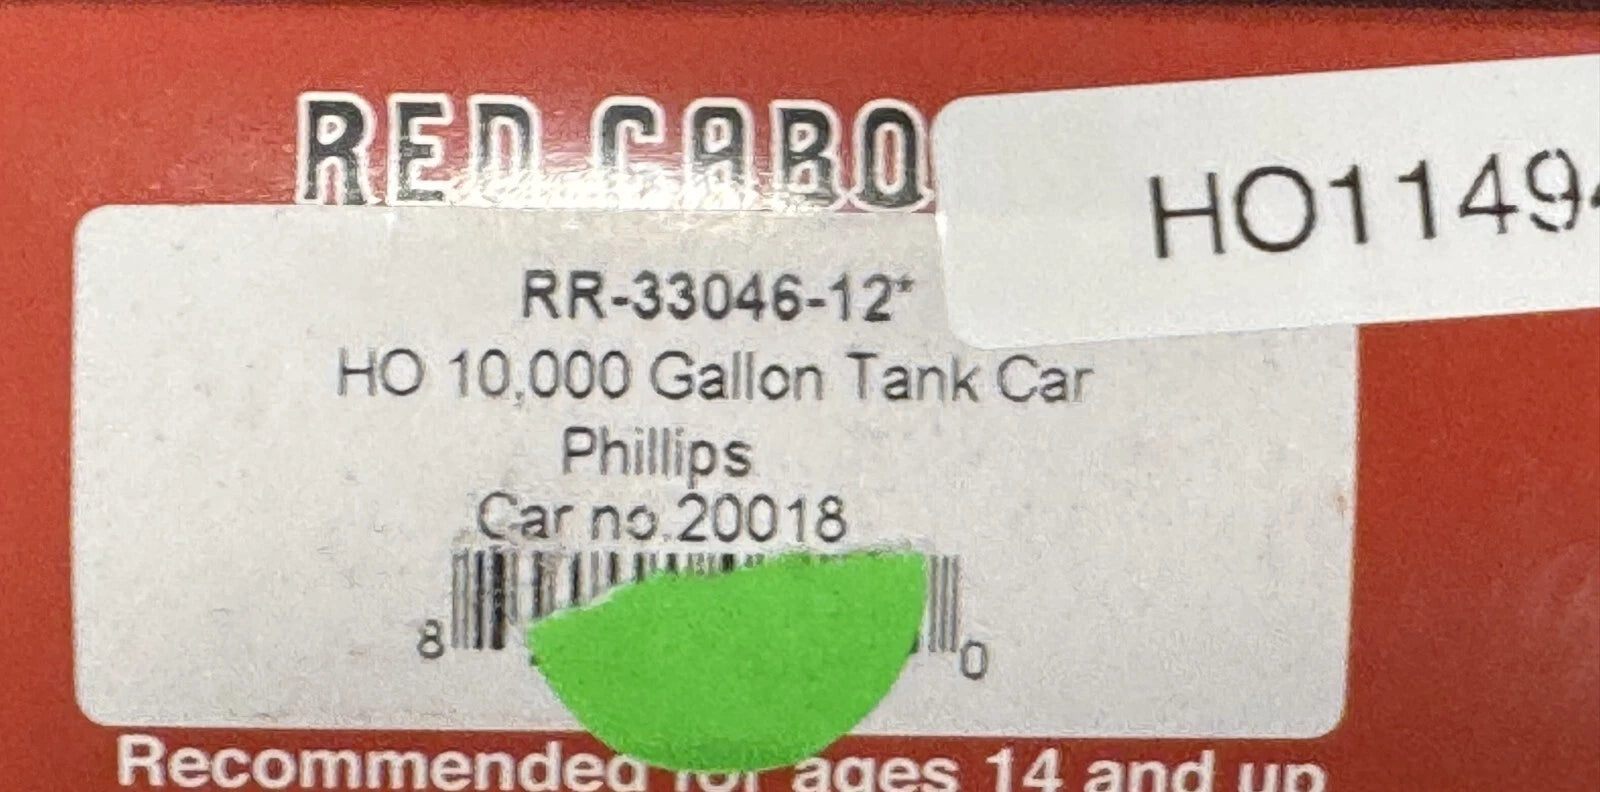 RED CABO
HO1149
RR-33046-12*
HO 10,000 Gallon Tank Car
Phillips
Car no.20018
8 0
Recommended for ages 14 and up